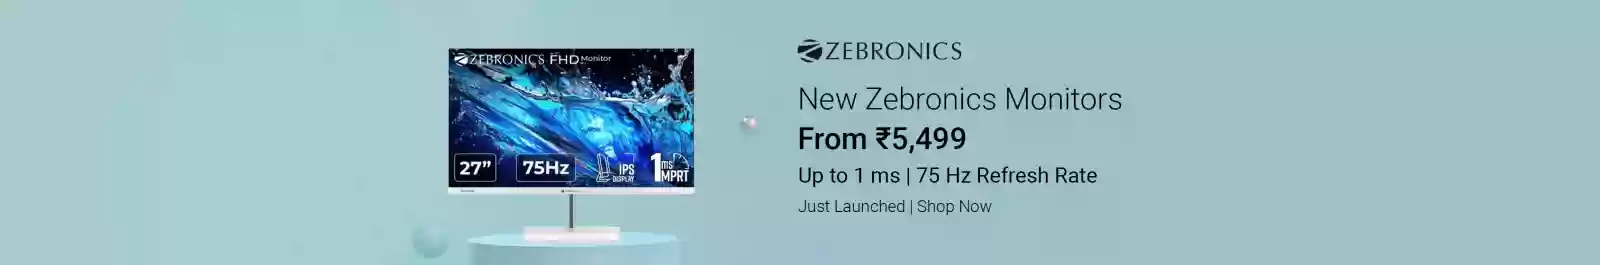 ZEBRONICS FHD Monitor
27”
75Hz
IPS
DISPLAY
1ms
MPRT
ZEBRONICS
New Zebronics Monitors
From ₹5,499
Up to 1 ms | 75 Hz Refresh Rate
Just Launched | Shop Now